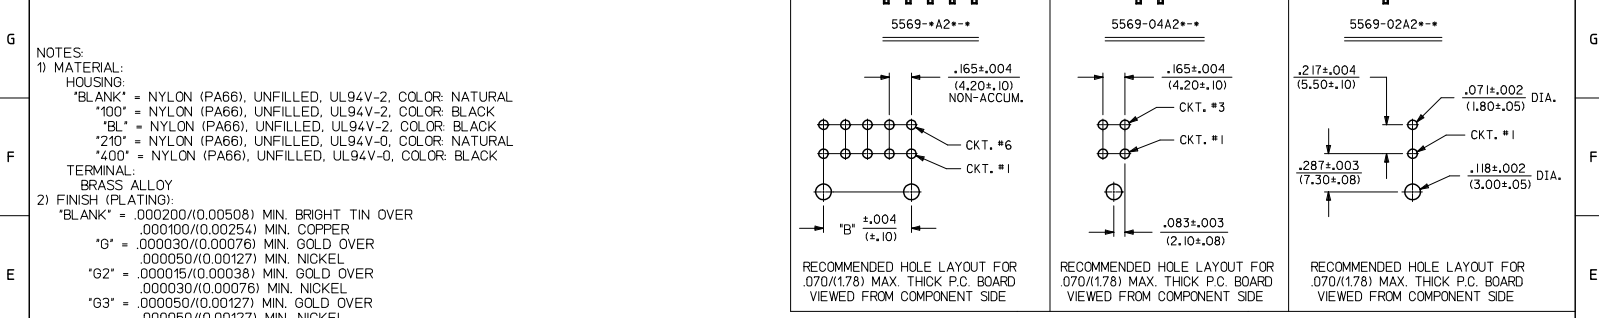 G
NOTES:
1) MATERIAL:
HOUSING:
"BLANK" = NYLON (PA66), UNFILLED, UL94V-2, COLOR: NATURAL
"100" = NYLON (PA66), UNFILLED, UL94V-2, COLOR: BLACK
"BL" = NYLON (PA66), UNFILLED, UL94V-2, COLOR: BLACK
"210" = NYLON (PA66), UNFILLED, UL94V-0, COLOR: NATURAL
"400" = NYLON (PA66), UNFILLED, UL94V-0, COLOR: BLACK
F
TERMINAL:
BRASS ALLOY
2) FINISH (PLATING):
"BLANK" = .000200/(0.00508) MIN. BRIGHT TIN OVER
.000100/(0.00254) MIN. COPPER
"G" = .000030/(0.00076) MIN. GOLD OVER
.000050/(0.00127) MIN. NICKEL
E
"G2" = .000015/(0.00038) MIN. GOLD OVER
.000030/(0.00076) MIN. NICKEL
"G3" = .000050/(0.00127) MIN. GOLD OVER
.000050/(0.00127) MIN. NICKEL
5569-*A2*-*
.165±.004
(4.20±.10)
NON-ACCUM.
CKT. #6
CKT. #1
"B" ±.004
(±.10)
RECOMMENDED HOLE LAYOUT FOR
.070/(1.78) MAX. THICK P.C. BOARD
VIEWED FROM COMPONENT SIDE
5569-04A2*-*
.165±.004
(4.20±.10)
CKT. #3
CKT. #1
.083±.003
(2.10±.08)
RECOMMENDED HOLE LAYOUT FOR
.070/(1.78) MAX. THICK P.C. BOARD
VIEWED FROM COMPONENT SIDE
5569-02A2*-*
.217±.004
(5.50±.10)
.071±.002 DIA.
(1.80±.05)
CKT. #1
.287±.003
(7.30±.08)
.118±.002 DIA.
(3.00±.05)
RECOMMENDED HOLE LAYOUT FOR
.070/(1.78) MAX. THICK P.C. BOARD
VIEWED FROM COMPONENT SIDE
G
F
E